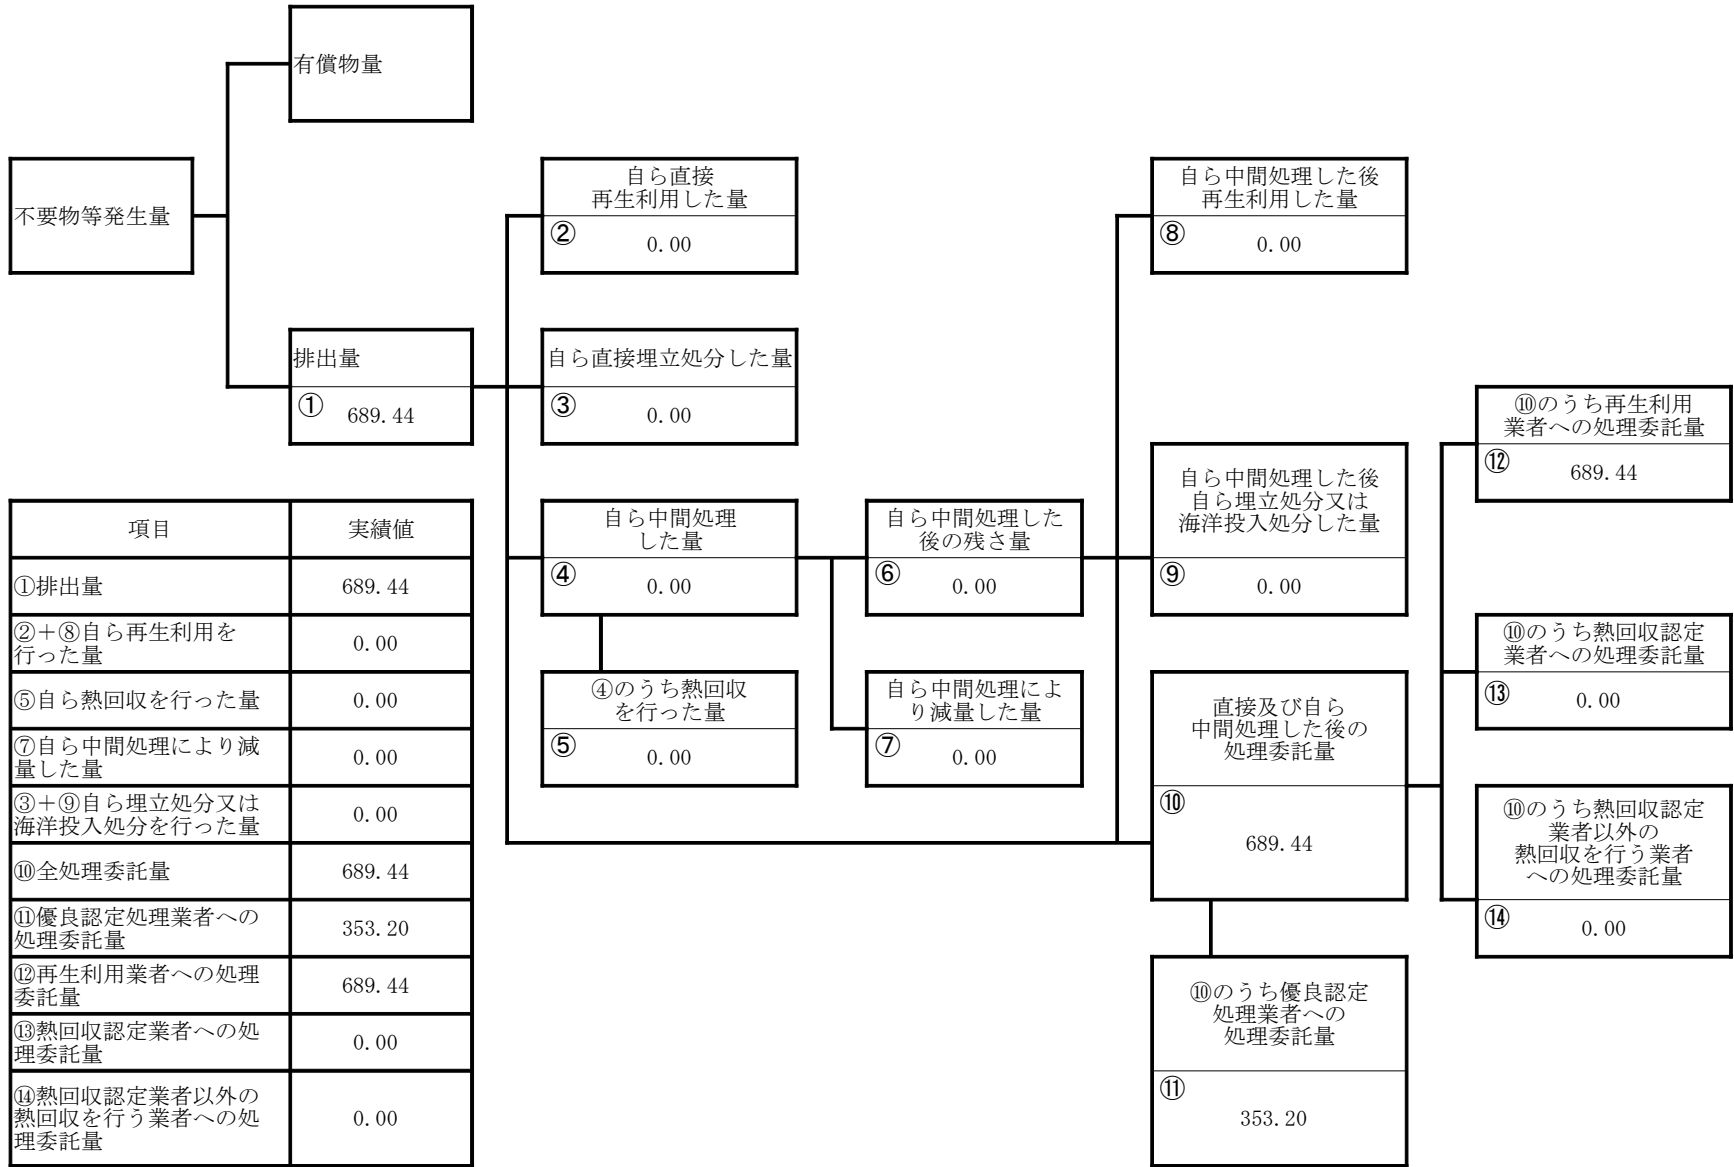 有償物量
不要物等発生量
自ら直接
再生利用した量
②
0.00
自ら中間処理した後
再生利用した量
⑧
0.00
排出量
①
689.44
自ら直接埋立処分した量
③
0.00
⑩のうち再生利用
業者への処理委託量
⑫
689.44
自ら中間処理
した量
④
0.00
自ら中間処理した
後の残さ量
⑥
0.00
自ら中間処理した後
自ら埋立処分又は
海洋投入処分した量
⑨
0.00
⑩のうち熱回収認定
業者への処理委託量
⑬
0.00
④のうち熱回収
を行った量
⑤
0.00
自ら中間処理によ
り減量した量
⑦
0.00
直接及び自ら
中間処理した後の
処理委託量
⑩
689.44
⑩のうち熱回収認定
業者以外の
熱回収を行う業者
への処理委託量
⑭
0.00
⑩のうち優良認定
処理業者への
処理委託量
⑪
353.20
項目 実績値
①排出量 689.44
②＋⑧自ら再生利用を
行った量 0.00
⑤自ら熱回収を行った量 0.00
⑦自ら中間処理により減
量した量 0.00
③＋⑨自ら埋立処分又は
海洋投入処分を行った量 0.00
⑩全処理委託量 689.44
⑪優良認定処理業者への
処理委託量 353.20
⑫再生利用業者への処理
委託量 689.44
⑬熱回収認定業者への処
理委託量 0.00
⑭熱回収認定業者以外の
熱回収を行う業者への処
理委託量 0.00